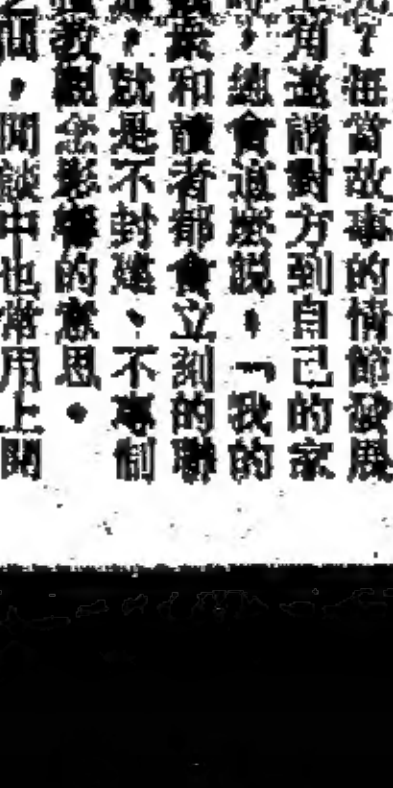 ？每當故事的情節發展
角邀請對方到自己的家
，總會這麼說：「我的
和讀者都會立刻的聯
，就是不封建、不專制
教觀念影響的意思。
間，閒談中也常用上開